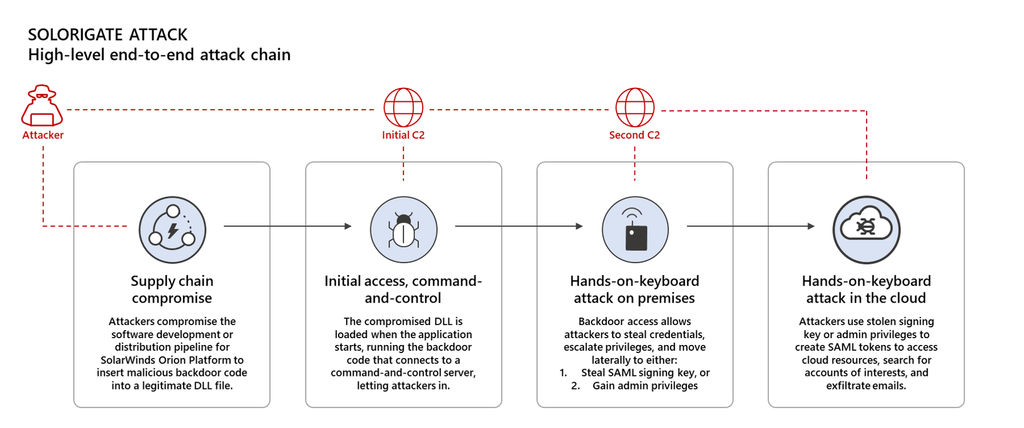 SOLORIGATE ATTACK
High-level end-to-end attack chain
Attacker
Initial C2
Second C2
Supply chain
compromise
Attackers compromise the
software development or
distribution pipeline for
SolarWinds Orion Platform to
insert malicious backdoor code
into a legitimate DLL file.
Initial access, command-
and-control
The compromised DLL is
loaded when the application
starts, running the backdoor
code that connects to a
command-and-control server,
letting attackers in.
Hands-on-keyboard
attack on premises
Backdoor access allows
attackers to steal credentials,
escalate privileges, and move
laterally to either:
1. Steal SAML signing key, or
2. Gain admin privileges
Hands-on-keyboard
attack in the cloud
Attackers use stolen signing
key or admin privileges to
create SAML tokens to access
cloud resources, search for
accounts of interests, and
exfiltrate emails.